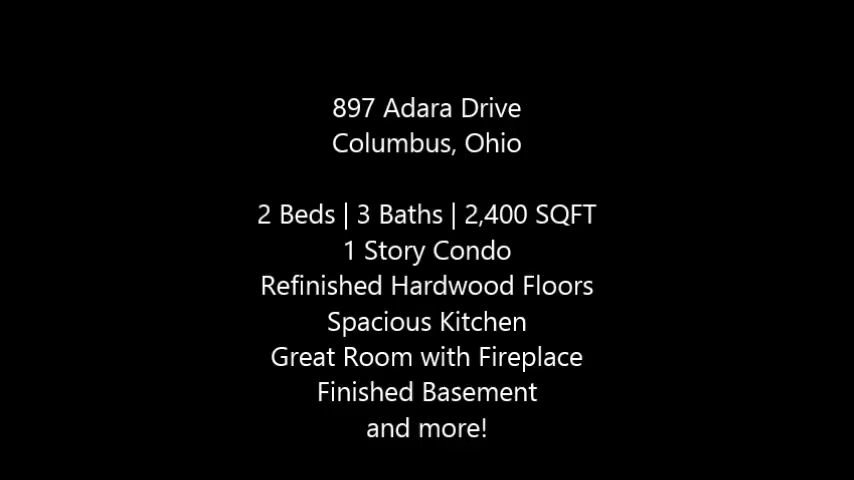 897 Adara Drive
Columbus, Ohio
2 Beds | 3 Baths | 2,400 SQFT
1 Story Condo
Refinished Hardwood Floors
Spacious Kitchen
Great Room with Fireplace
Finished Basement
and more!